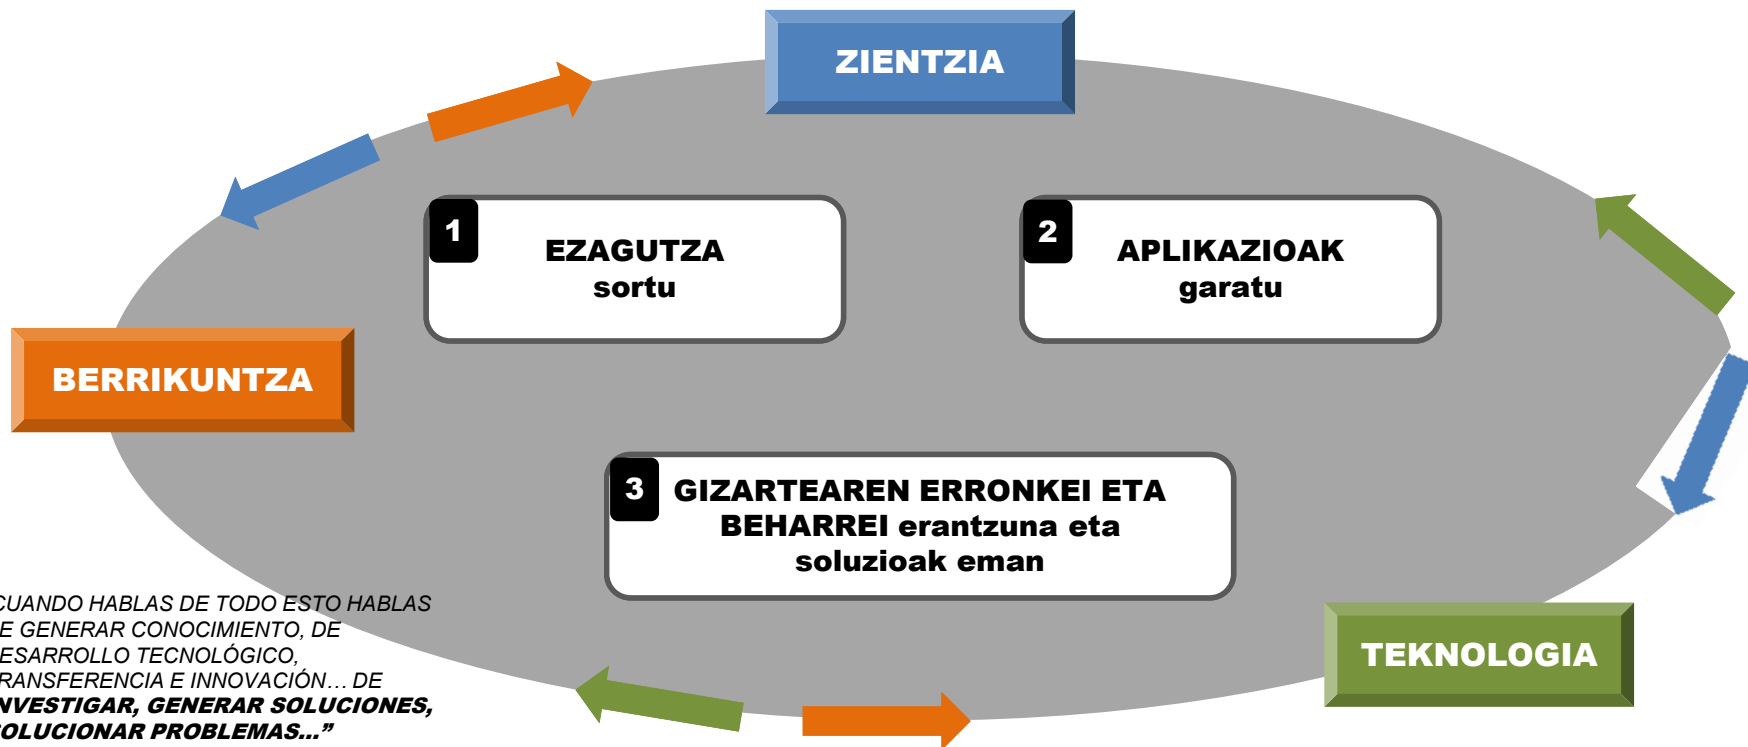 ZIENTZIA
1
EZAGUTZA
sortu
2
APLIKAZIOAK
garatu
BERRIKUNTZA
3
GIZARTEAREN ERRONKEI ETA
BEHARREI erantzuna eta
soluzioak eman
CUANDO HABLAS DE TODO ESTO HABLAS
E GENERAR CONOCIMIENTO, DE
ESARROLLO TECNOLÓGICO,
RANSFERENCIA E INNOVACIÓN… DE
NVESTIGAR, GENERAR SOLUCIONES,
OLUCIONAR PROBLEMAS…”
TEKNOLOGIA